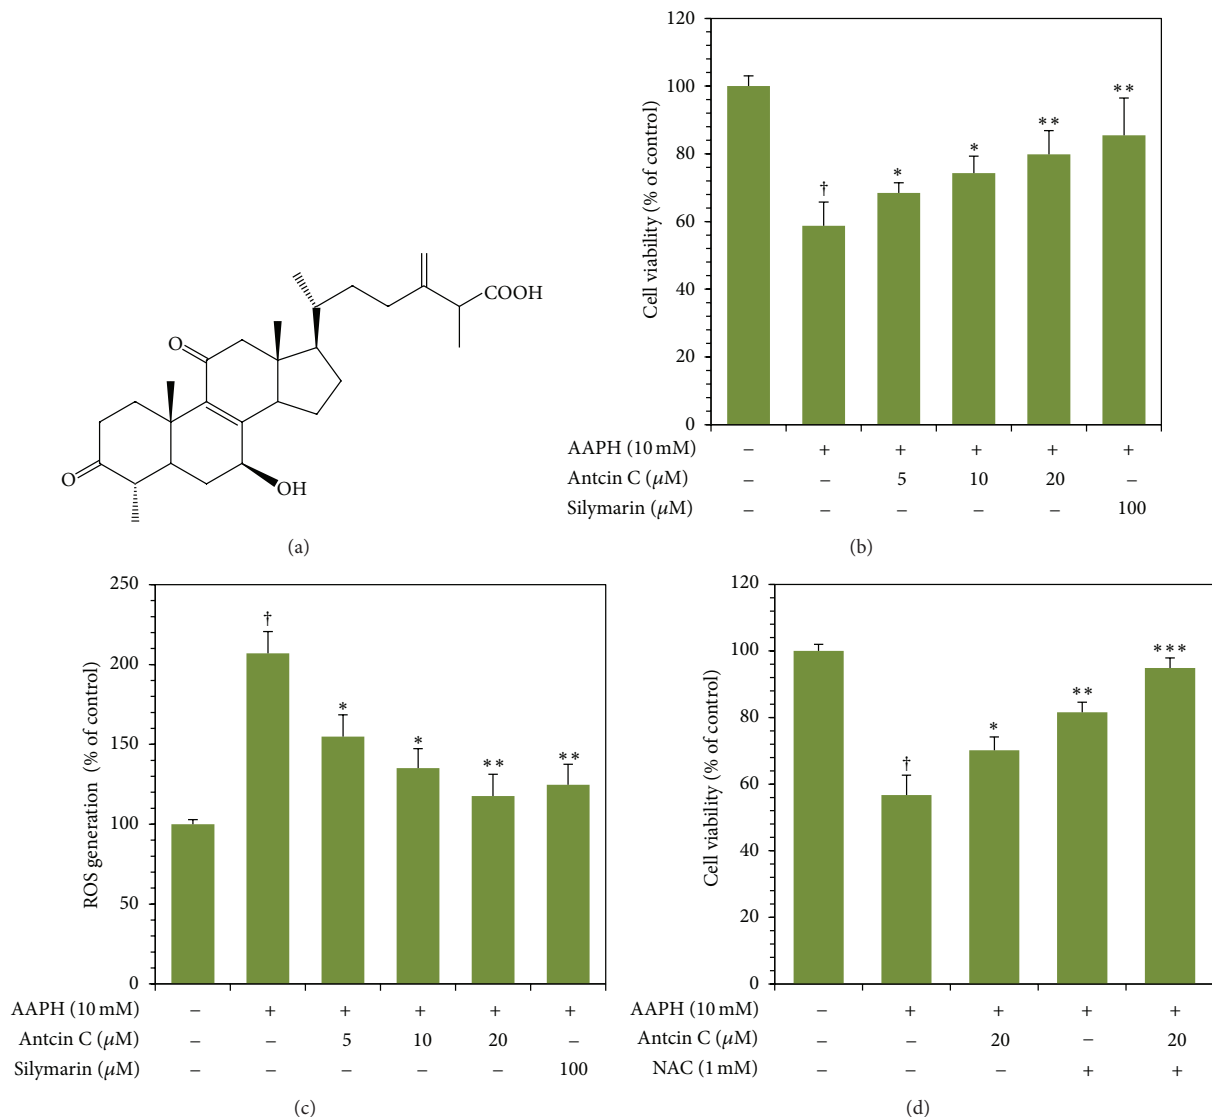 COOH
O
O
OH
(a)
120
100
80
60
40
20
0
Cell viability (% of control)
†
*
*
**
**
AAPH (10 mM) − + + + + +
Antcin C (μM) − − 5 10 20 −
Silymarin (μM) − − − − − 100
(b)
250
200
150
100
50
0
ROS generation (% of control)
†
*
*
**
**
AAPH (10 mM) − + + + + +
Antcin C (μM) − − 5 10 20 −
Silymarin (μM) − − − − − 100
(c)
120
100
80
60
40
20
0
Cell viability (% of control)
†
*
**
***
AAPH (10 mM) − + + + +
Antcin C (μM) − − 20 − 20
NAC (1 mM) − − − + +
(d)